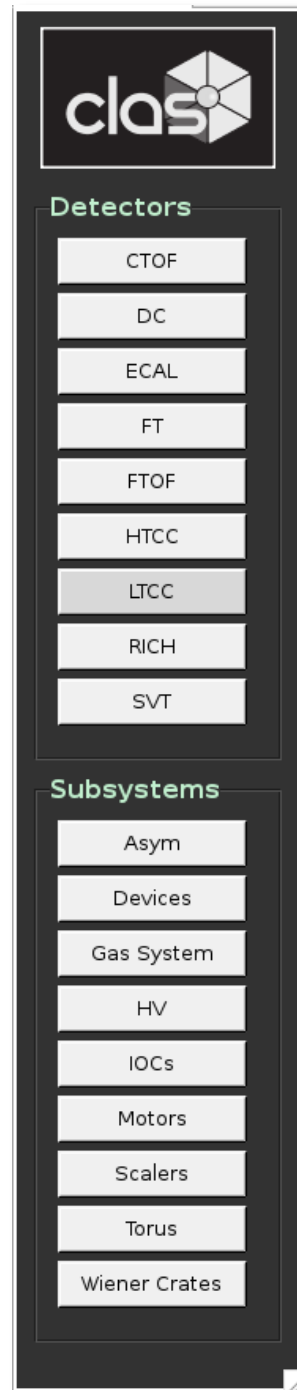 clas
Detectors
CTOF
DC
ECAL
FT
FTOF
HTCC
LTCC
RICH
SVT
Subsystems
Asym
Devices
Gas System
HV
IOCs
Motors
Scalers
Torus
Wiener Crates